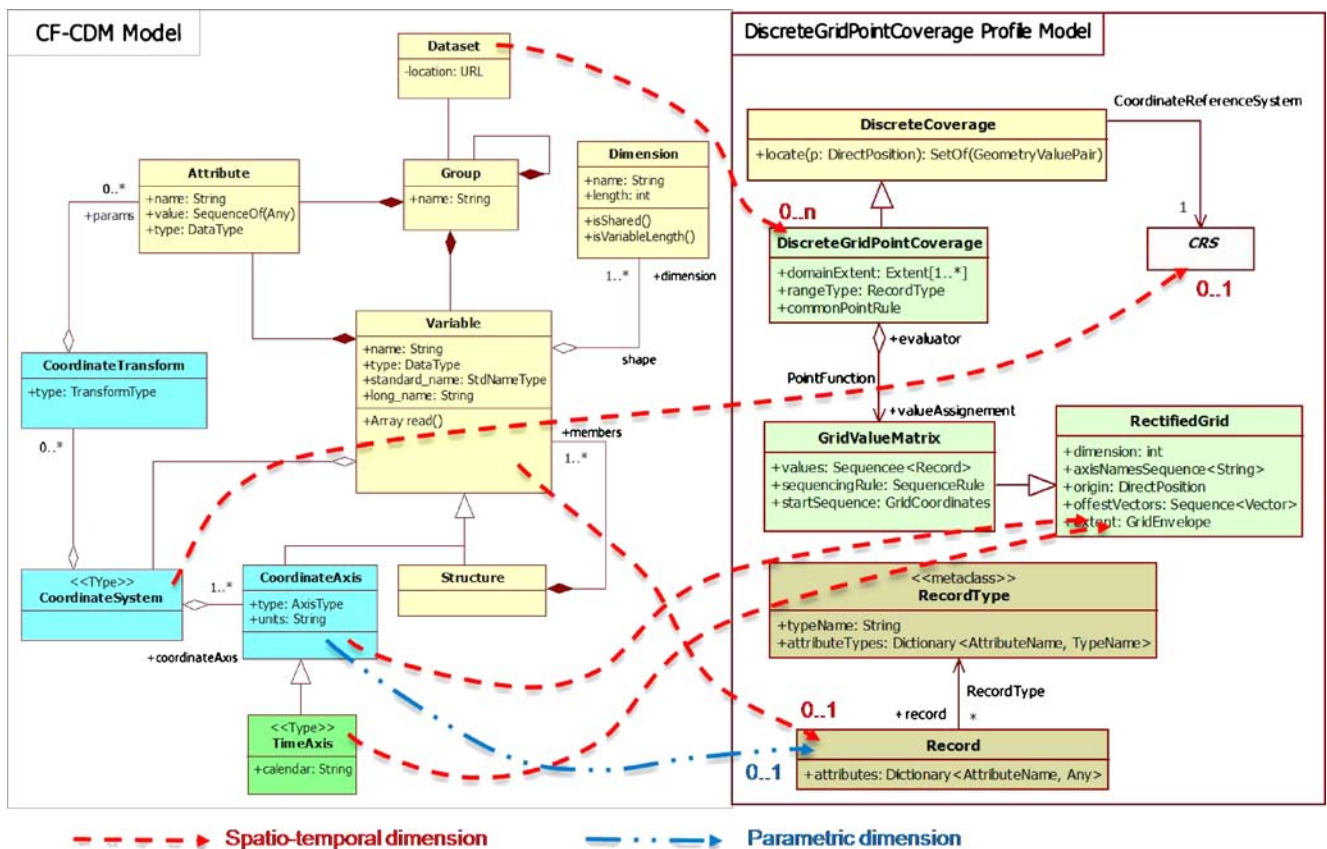 CF-CDM Model
Dataset
-location: URL
Group
+name: String
Dimension
+name: String
+length: int
+isShared()
+isVariableLength()
1..*
+dimension
shape
Attribute
+name: String
+value: SequenceOf(Any)
+type: DataType
0..*
+params
CoordinateTransform
+type: TransformType
0..*
Variable
+name: String
+type: DataType
+standard_name: StdNameType
+long_name: String
+Array read()
+members
1..*
<<TYpe>>
CoordinateSystem
1..*
+coordinateAxis
CoordinateAxis
+type: AxisType
+units: String
Structure
<<Type>>
TimeAxis
+calendar: String
DiscreteGridPointCoverage Profile Model
CoordinateReferenceSystem
DiscreteCoverage
+locate(p: DirectPosition): SetOf(GeometryValuePair)
1
CRS
0..1
0..n
DiscreteGridPointCoverage
+domainExtent: Extent[1..*]
+rangeType: RecordType
+commonPointRule
+evaluator
PointFunction
+valueAssignement
GridValueMatrix
+values: Sequencee<Record>
+sequencingRule: SequenceRule
+startSequence: GridCoordinates
RectifiedGrid
+dimension: int
+axisNamesSequence<String>
+origin: DirectPosition
+offestVectors: Sequence<Vector>
+extent: GridEnvelope
<<metaclass>>
RecordType
+typeName: String
+attributeTypes: Dictionary<AttributeName, TypeName>
RecordType
+record
*
0..1
0..1
Record
+attributes: Dictionary<AttributeName, Any>
Spatio-temporal dimension
Parametric dimension